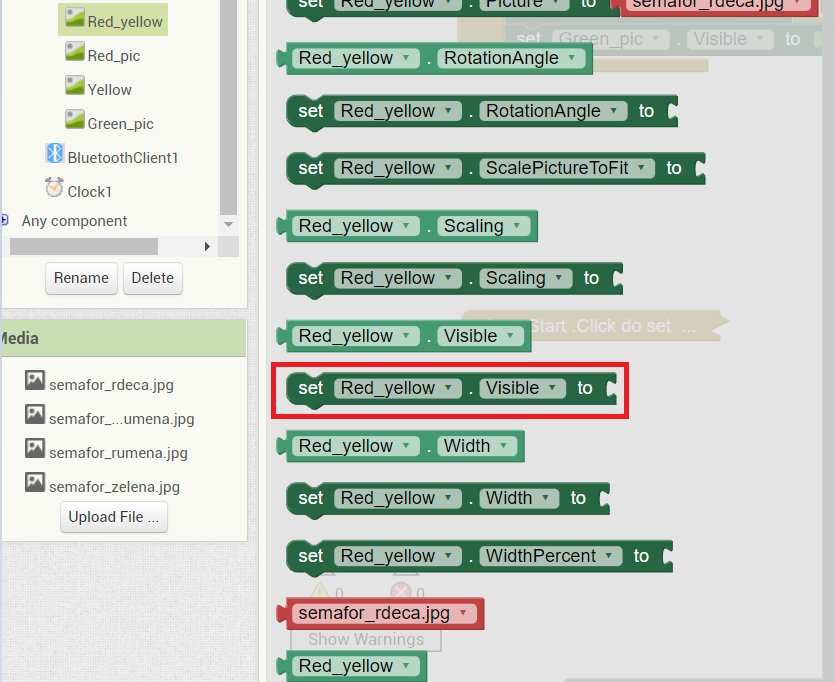 Red_yellow
Red_pic
Yellow
Green_pic
BluetoothClient1
Clock1
Any component
Rename Delete
Media
semafor_rdeca.jpg
semafor_...umena.jpg
semafor_rumena.jpg
semafor_zelena.jpg
Upload File ...
set Red_yellow . Picture to semafor_rdeca.jpg
set Green_pic . Visible to
Red_yellow . RotationAngle
set Red_yellow . RotationAngle to
set Red_yellow . ScalePictureToFit to
Red_yellow . Scaling
set Red_yellow . Scaling to
Start .Click do set ...
Red_yellow . Visible
set Red_yellow . Visible to
Red_yellow . Width
set Red_yellow . Width to
set Red_yellow . WidthPercent to
0 0
semafor_rdeca.jpg
Show Warnings
Red_yellow